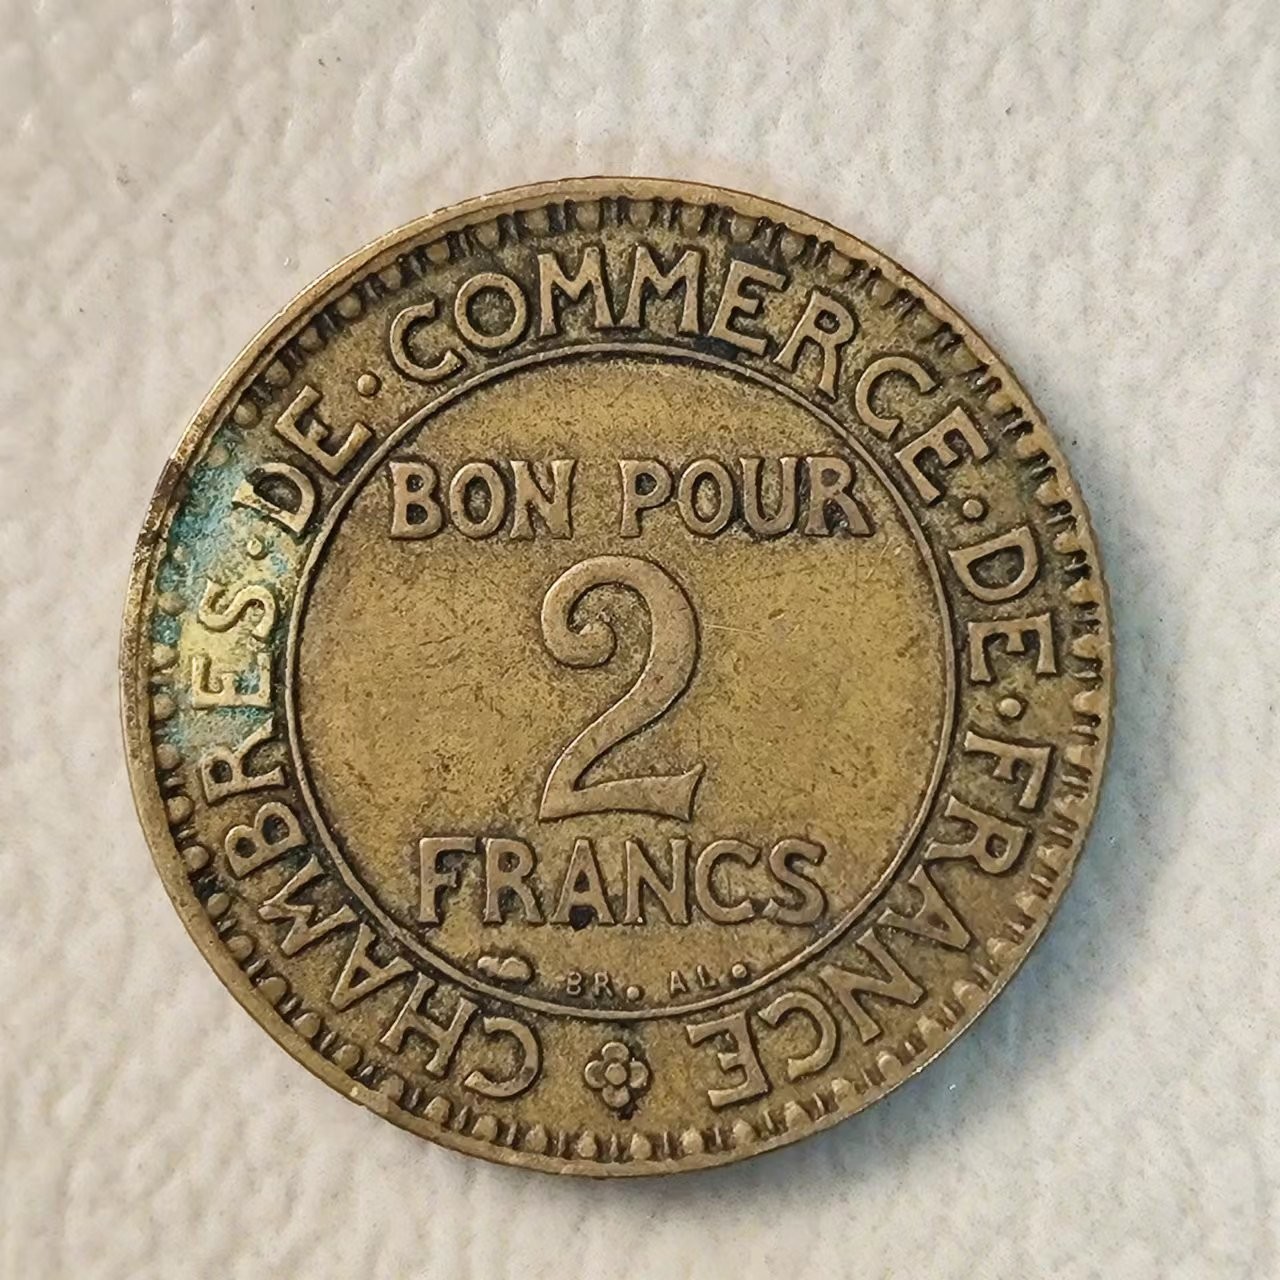 CHAMBRES·DE·COMMERCE·DE·FRANCE
BON POUR
2
FRANCS
BR. AL.